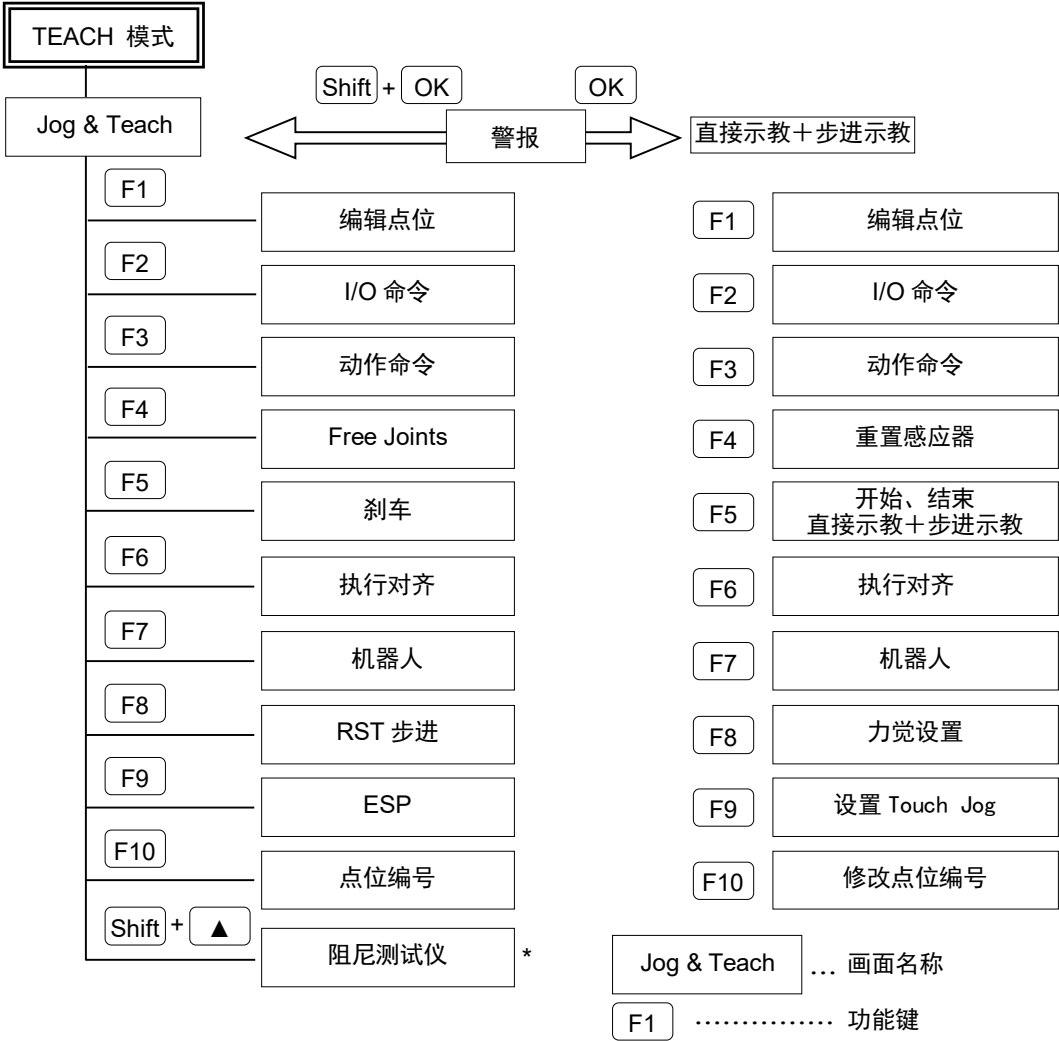 TEACH 模式
Shift + OK
OK
Jog & Teach
警报
直接示教＋步进示教
F1
编辑点位
F1
编辑点位
F2
I/O 命令
F2
I/O 命令
F3
动作命令
F3
动作命令
F4
Free Joints
F4
重置感应器
F5
刹车
F5
开始、结束
直接示教＋步进示教
F6
执行对齐
F6
执行对齐
F7
机器人
F7
机器人
F8
RST 步进
F8
力觉设置
F9
ESP
F9
设置 Touch Jog
F10
点位编号
F10
修改点位编号
Shift + ▲
阻尼测试仪 *
Jog & Teach … 画面名称
F1 …………… 功能键